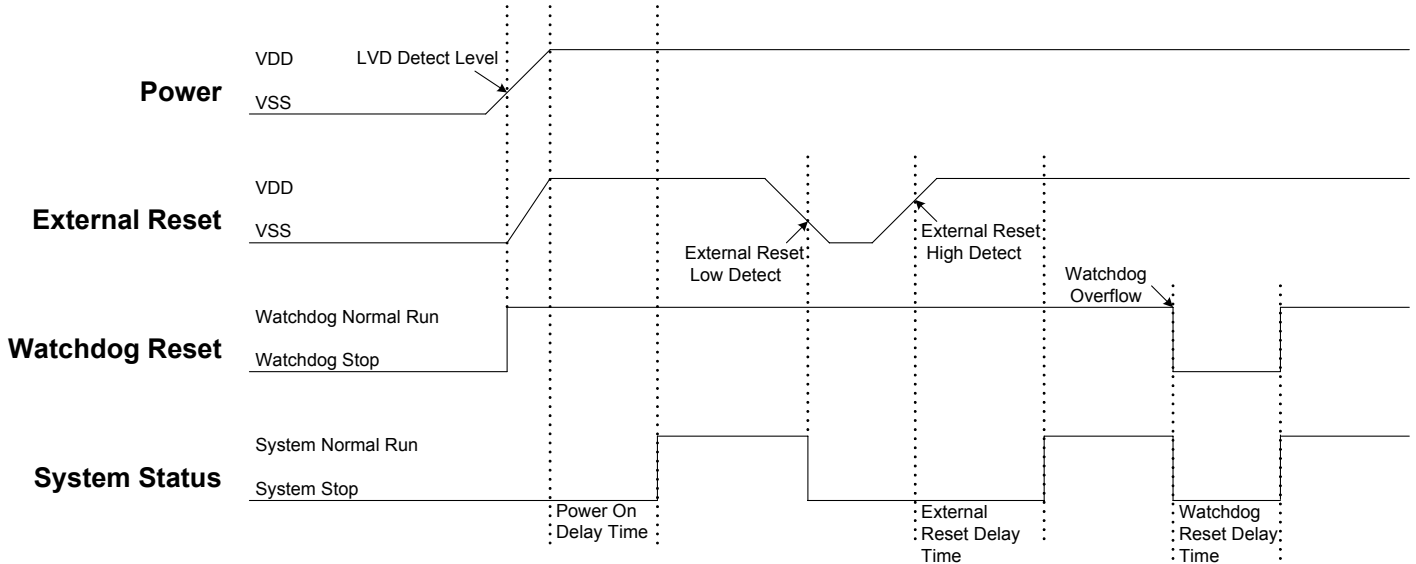 VDD
LVD Detect Level
Power
VSS
VDD
External Reset
VSS
External Reset
Low Detect
External Reset
High Detect
Watchdog
Overflow
Watchdog Normal Run
Watchdog Reset
Watchdog Stop
System Normal Run
System Status
System Stop
Power On
Delay Time
External
Reset Delay
Time
Watchdog
Reset Delay
Time